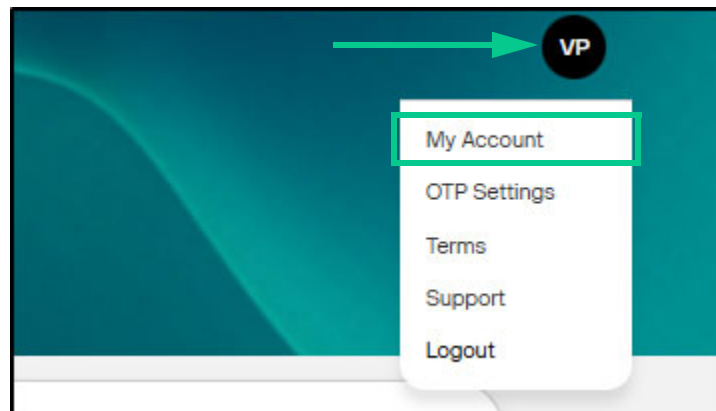 VP
My Account
OTP Settings
Terms
Support
Logout